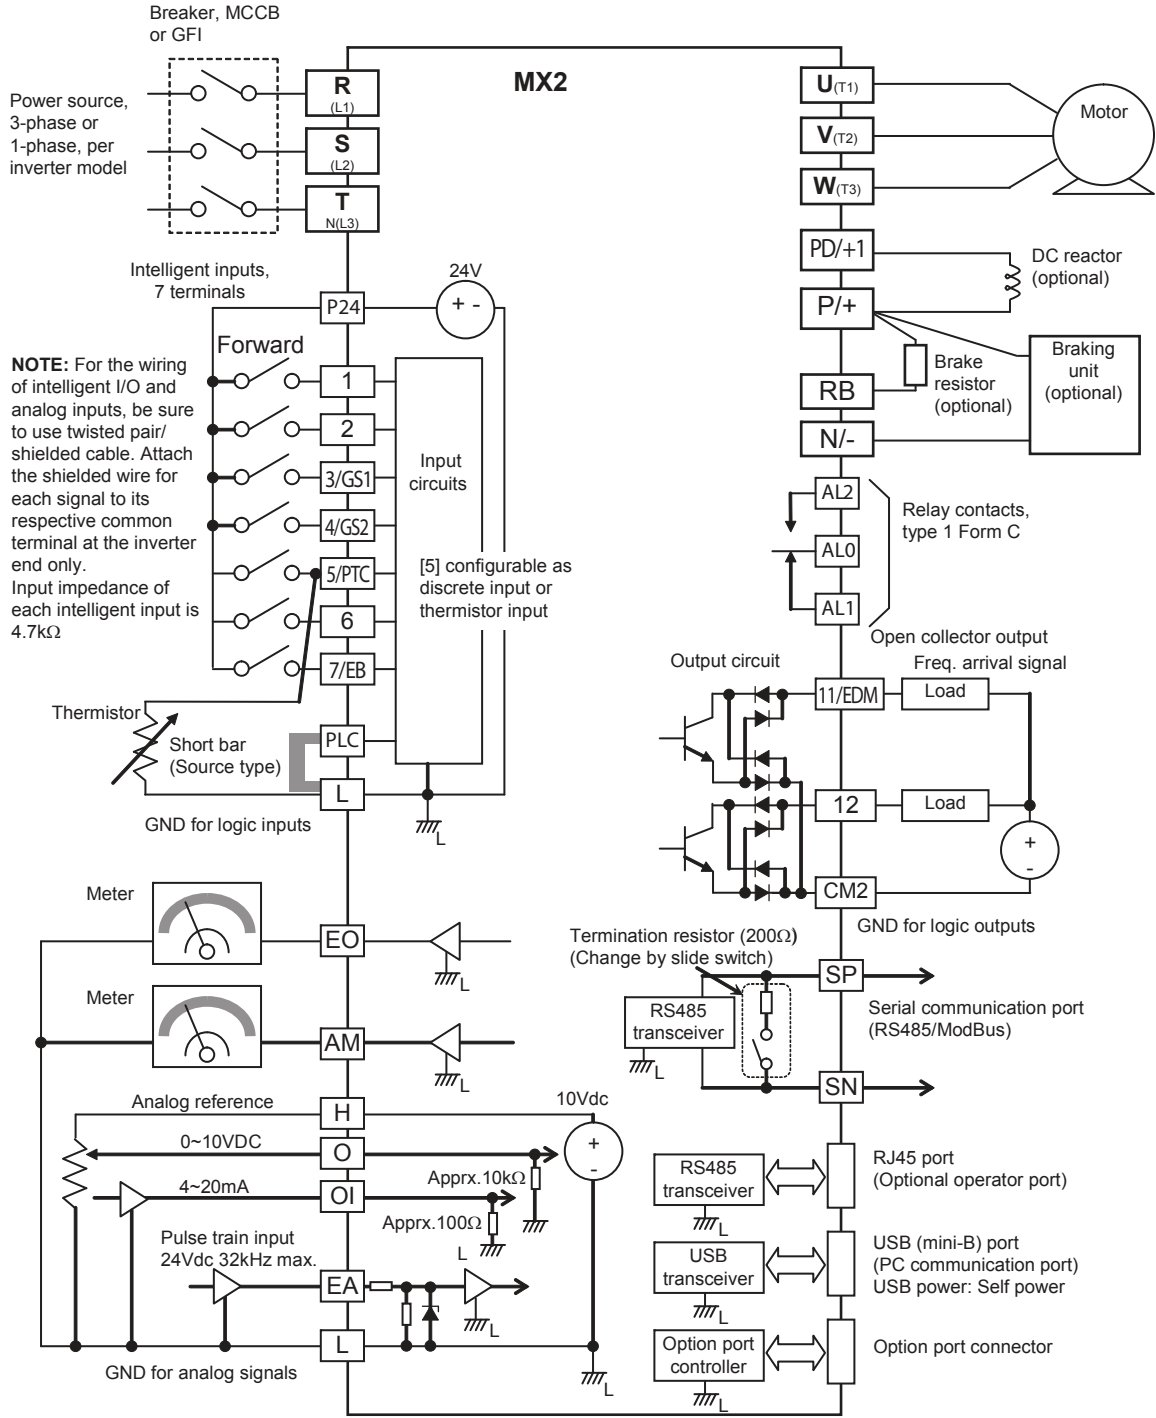 Breaker, MCCB
or GFI
MX2
Power source,
3-phase or
1-phase, per
inverter model
R
(L1)
S
(L2)
T
N(L3)
U(T1)
V(T2)
W(T3)
Motor
PD/+1
P/+
DC reactor
(optional)
RB
Brake
resistor
(optional)
Braking
unit
(optional)
N/-
Intelligent inputs,
7 terminals
P24
24V
+ -
Forward
NOTE: For the wiring
of intelligent I/O and
analog inputs, be sure
to use twisted pair/
shielded cable. Attach
the shielded wire for
each signal to its
respective common
terminal at the inverter
end only.
Input impedance of
each intelligent input is
4.7kΩ
1
2
3/GS1
4/GS2
5/PTC
6
7/EB
PLC
L
Input
circuits
[5] configurable as
discrete input or
thermistor input
Thermistor
Short bar
(Source type)
GND for logic inputs
L
AL2
AL0
AL1
Relay contacts,
type 1 Form C
Open collector output
Output circuit
Freq. arrival signal
11/EDM
Load
12
Load
+
-
CM2
GND for logic outputs
Meter
EO
L
Meter
AM
L
Termination resistor (200Ω)
(Change by slide switch)
SP
RS485
transceiver
L
Serial communication port
(RS485/ModBus)
SN
Analog reference
H
10Vdc
+
-
0~10VDC
O
Apprx.10kΩ
4~20mA
OI
Apprx.100Ω
L
Pulse train input
24Vdc 32kHz max.
EA
L
L
GND for analog signals
L
RS485
transceiver
L
RJ45 port
(Optional operator port)
USB
transceiver
L
USB (mini-B) port
(PC communication port)
USB power: Self power
Option port
controller
L
Option port connector